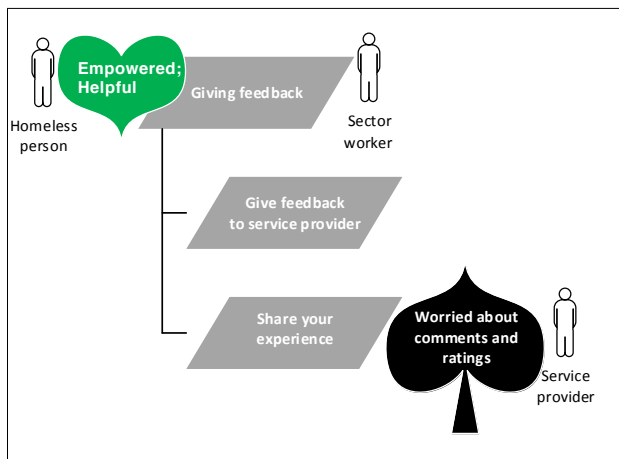 Empowered;
Helpful
Giving feedback
Homeless
person
Sector
worker
Give feedback
to service provider
Share your
experience
Worried about
comments and
ratings
Service
provider